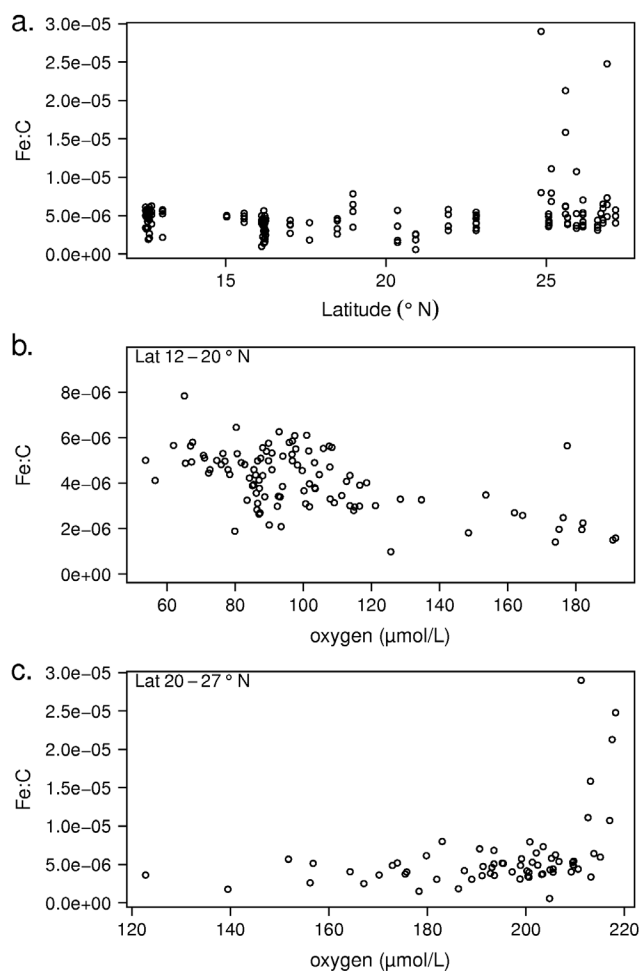 a.
3.0e−05
2.5e−05
2.0e−05
1.5e−05
1.0e−05
5.0e−06
0.0e+00
Fe:C
15 20 25
Latitude (° N)
b.
Lat 12 – 20 ° N
8e−06
6e−06
4e−06
2e−06
0e+00
Fe:C
60 80 100 120 140 160 180
oxygen (μmol/L)
c.
Lat 20 – 27 ° N
3.0e−05
2.5e−05
2.0e−05
1.5e−05
1.0e−05
5.0e−06
0.0e+00
Fe:C
120 140 160 180 200 220
oxygen (μmol/L)